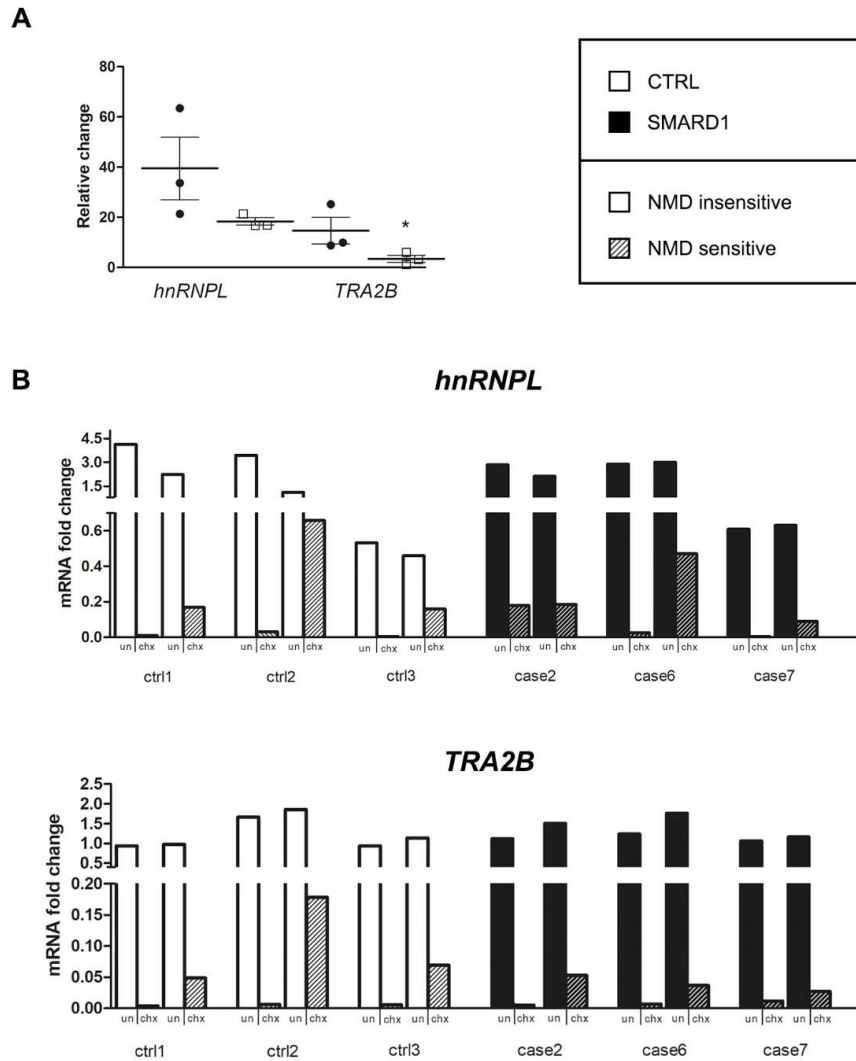 A
Relative change
80
60
40
20
0
hnRNPL
TRA2B
*
CTRL
SMARD1
NMD insensitive
NMD sensitive
B
hnRNPL
mRNA fold change
4.5
3.0
1.5
0.6
0.4
0.2
0.0
un chx un chx un chx un chx un chx un chx un chx un chx un chx un chx un chx un chx
ctrl1 ctrl2 ctrl3 case2 case6 case7
TRA2B
mRNA fold change
2.5
2.0
1.5
1.0
0.5
0.20
0.15
0.10
0.05
0.00
un chx un chx un chx un chx un chx un chx un chx un chx un chx un chx un chx un chx
ctrl1 ctrl2 ctrl3 case2 case6 case7